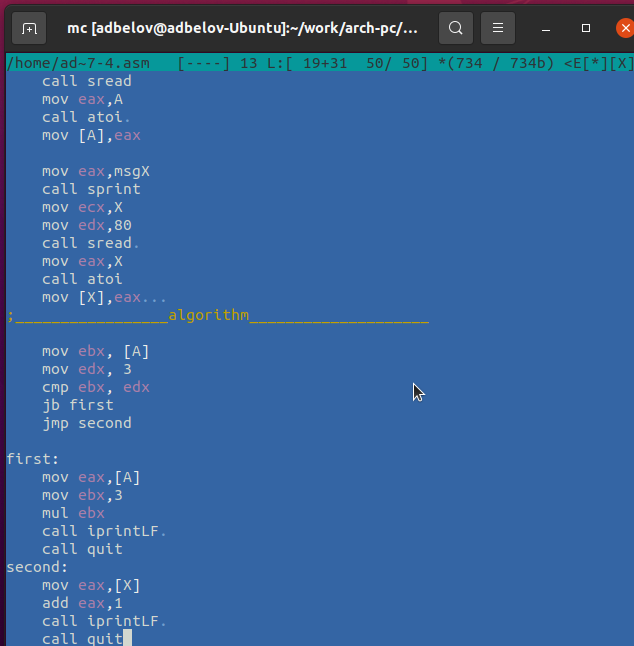 mc [adbelov@adbelov-Ubuntu]:~/work/arch-pc/...
/home/ad~7-4.asm   [----] 13 L:[ 19+31  50/ 50] *(734 / 734b) <E[*][X]
    call sread
    mov eax,A
    call atoi.
    mov [A],eax

    mov eax,msgX
    call sprint
    mov ecx,X
    mov edx,80
    call sread.
    mov eax,X
    call atoi
    mov [X],eax...
;_________________algorithm____________________

    mov ebx, [A]
    mov edx, 3
    cmp ebx, edx
    jb first
    jmp second

first:
    mov eax,[A]
    mov ebx,3
    mul ebx
    call iprintLF.
    call quit
second:
    mov eax,[X]
    add eax,1
    call iprintLF.
    call quit